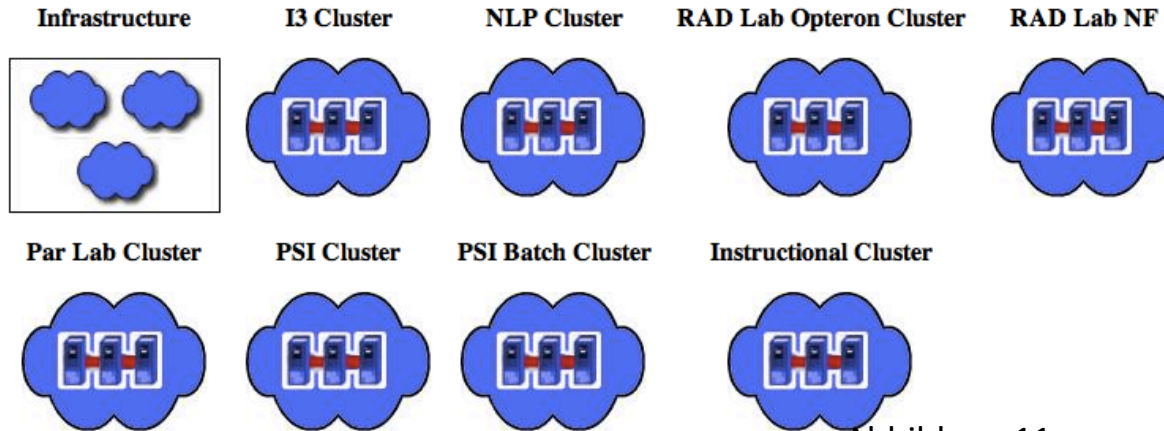 Infrastructure I3 Cluster NLP Cluster RAD Lab Opteron Cluster RAD Lab NF
Par Lab Cluster PSI Cluster PSI Batch Cluster Instructional Cluster